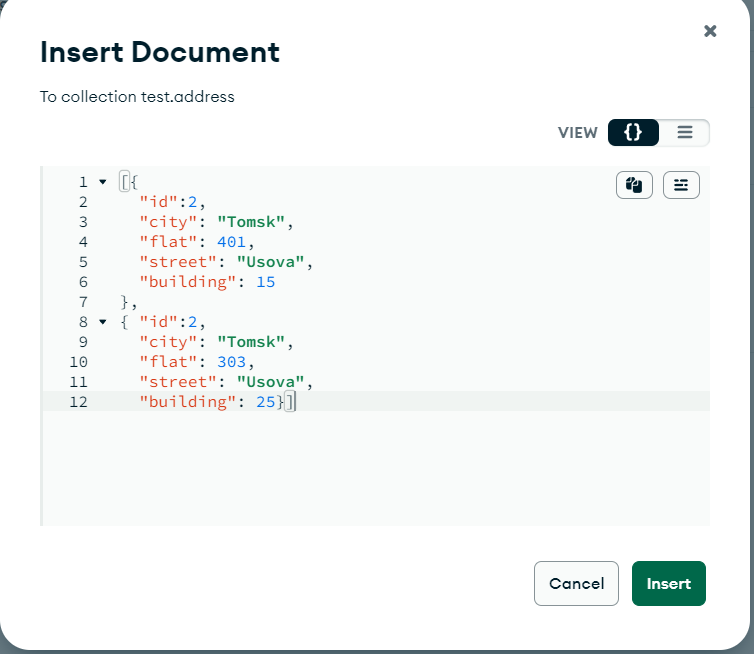 Insert Document
To collection test.address
VIEW {}
1 [{
2 "id":2,
3 "city": "Tomsk",
4 "flat": 401,
5 "street": "Usova",
6 "building": 15
7 },
8 { "id":2,
9 "city": "Tomsk",
10 "flat": 303,
11 "street": "Usova",
12 "building": 25}]
Cancel Insert